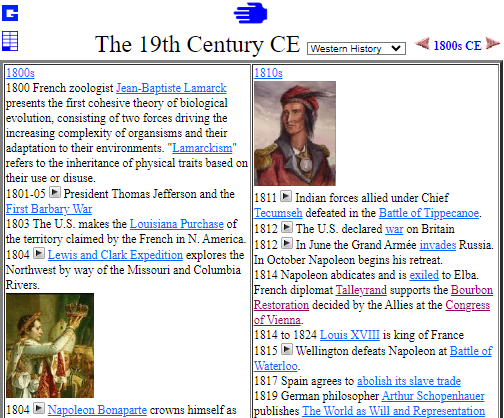 The 19th Century CE
Western History
1800s CE
1800s
1800 French zoologist Jean-Baptiste Lamarck
presents the first cohesive theory of biological
evolution, consisting of two forces driving the
increasing complexity of organsisms and their
adaptation to their environments. "Lamarckism"
refers to the inheritance of physical traits based on
their use or disuse.
1801-05 President Thomas Jefferson and the
First Barbary War
1803 The U.S. makes the Louisiana Purchase of
the territory claimed by the French in N. America.
1804 Lewis and Clark Expedition explores the
Northwest by way of the Missouri and Columbia
Rivers.
1804 Napoleon Bonaparte crowns himself as
1810s
1811 Indian forces allied under Chief
Tecumseh defeated in the Battle of Tippecanoe.
1812 The U.S. declared war on Britain
1812 In June the Grand Armée invades Russia.
In October Napoleon begins his retreat.
1814 Napoleon abdicates and is exiled to Elba.
French diplomat Talleyrand supports the Bourbon
Restoration decided by the Allies at the Congress
of Vienna.
1814 to 1824 Louis XVIII is king of France
1815 Wellington defeats Napoleon at Battle of
Waterloo.
1817 Spain agrees to abolish its slave trade
1819 German philosopher Arthur Schopenhauer
publishes The World as Will and Representation